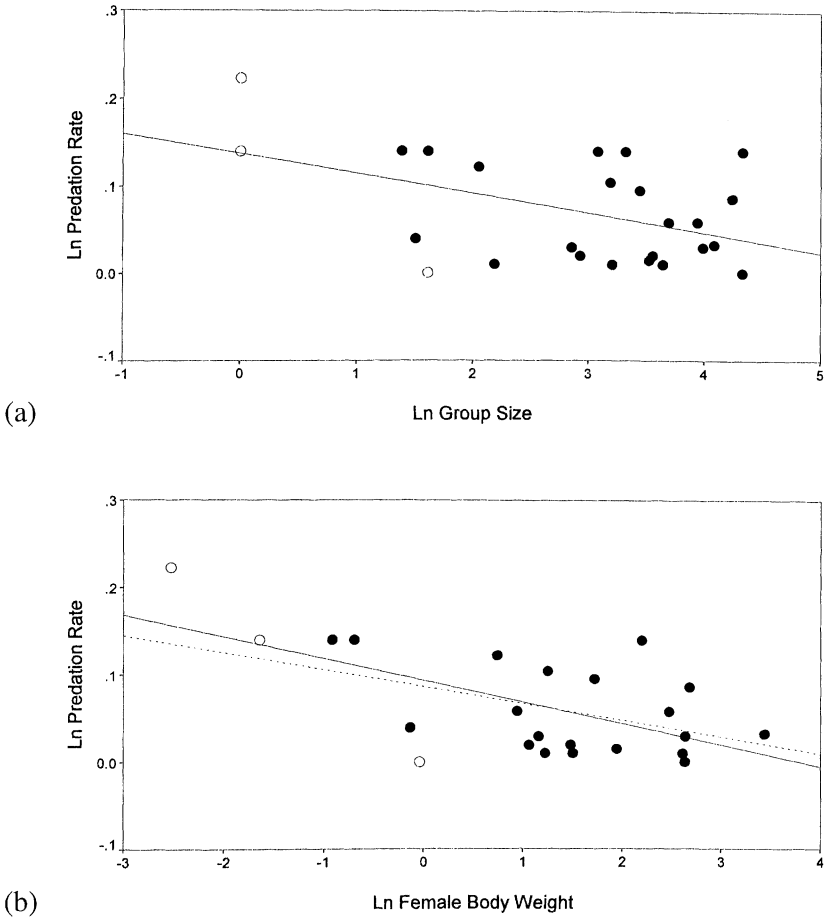 .3
.2
.1
0.0
-.1
Ln Predation Rate
-1 0 1 2 3 4 5
Ln Group Size
(a)
.3
.2
.1
0.0
-.1
Ln Predation Rate
-3 -2 -1 0 1 2 3 4
Ln Female Body Weight
(b)